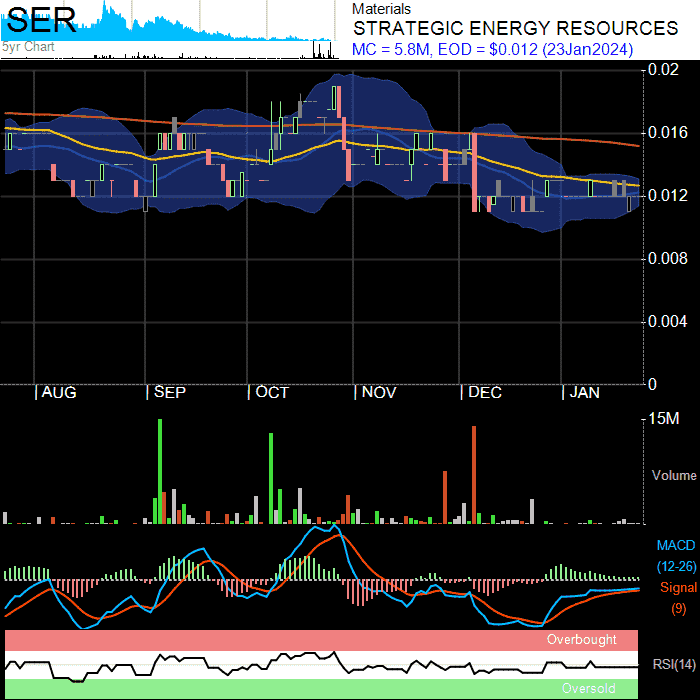 SER
5yr Chart
Materials
STRATEGIC ENERGY RESOURCES
MC = 5.8M, EOD = $0.012 (23Jan2024)
0.02
0.016
0.012
0.008
0.004
0
AUG SEP OCT NOV DEC JAN
15M
Volume
MACD
(12-26)
Signal
(9)
Overbought
RSI(14)
Oversold